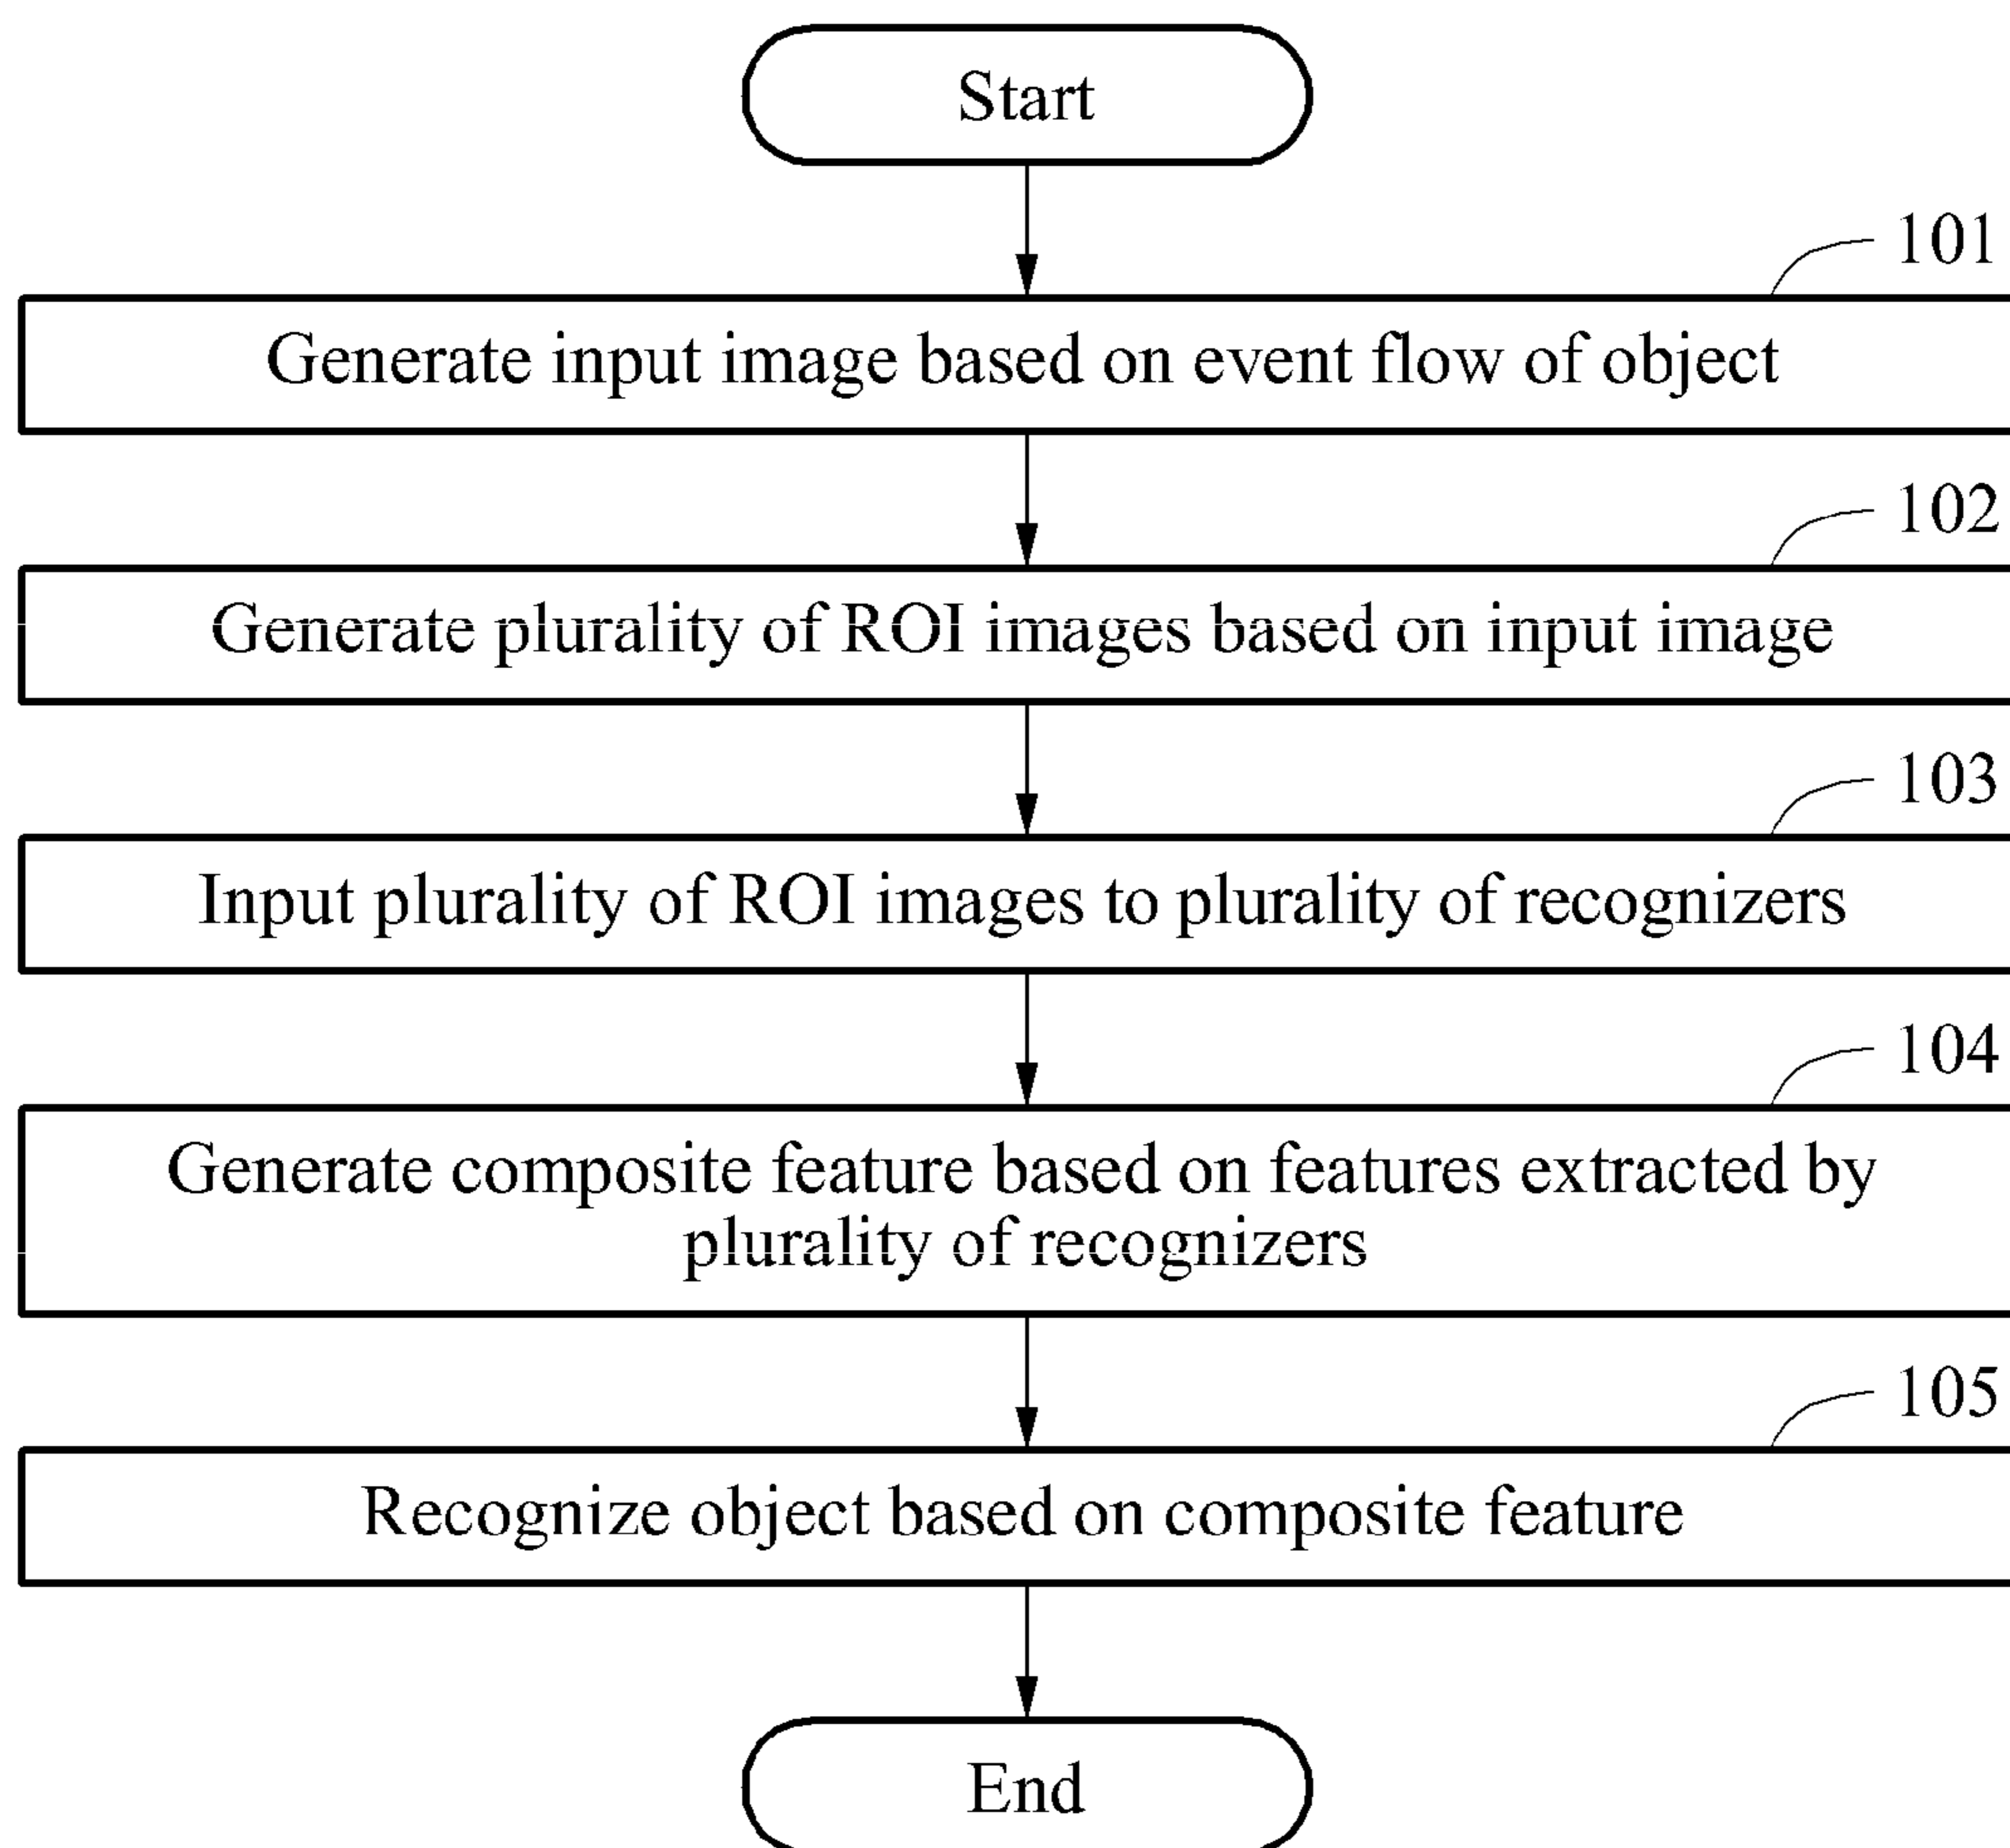 Start
101
Generate input image based on event flow of object
102
Generate plurality of ROI images based on input image
103
Input plurality of ROI images to plurality of recognizers
104
Generate composite feature based on features extracted by
plurality of recognizers
105
Recognize object based on composite feature
End